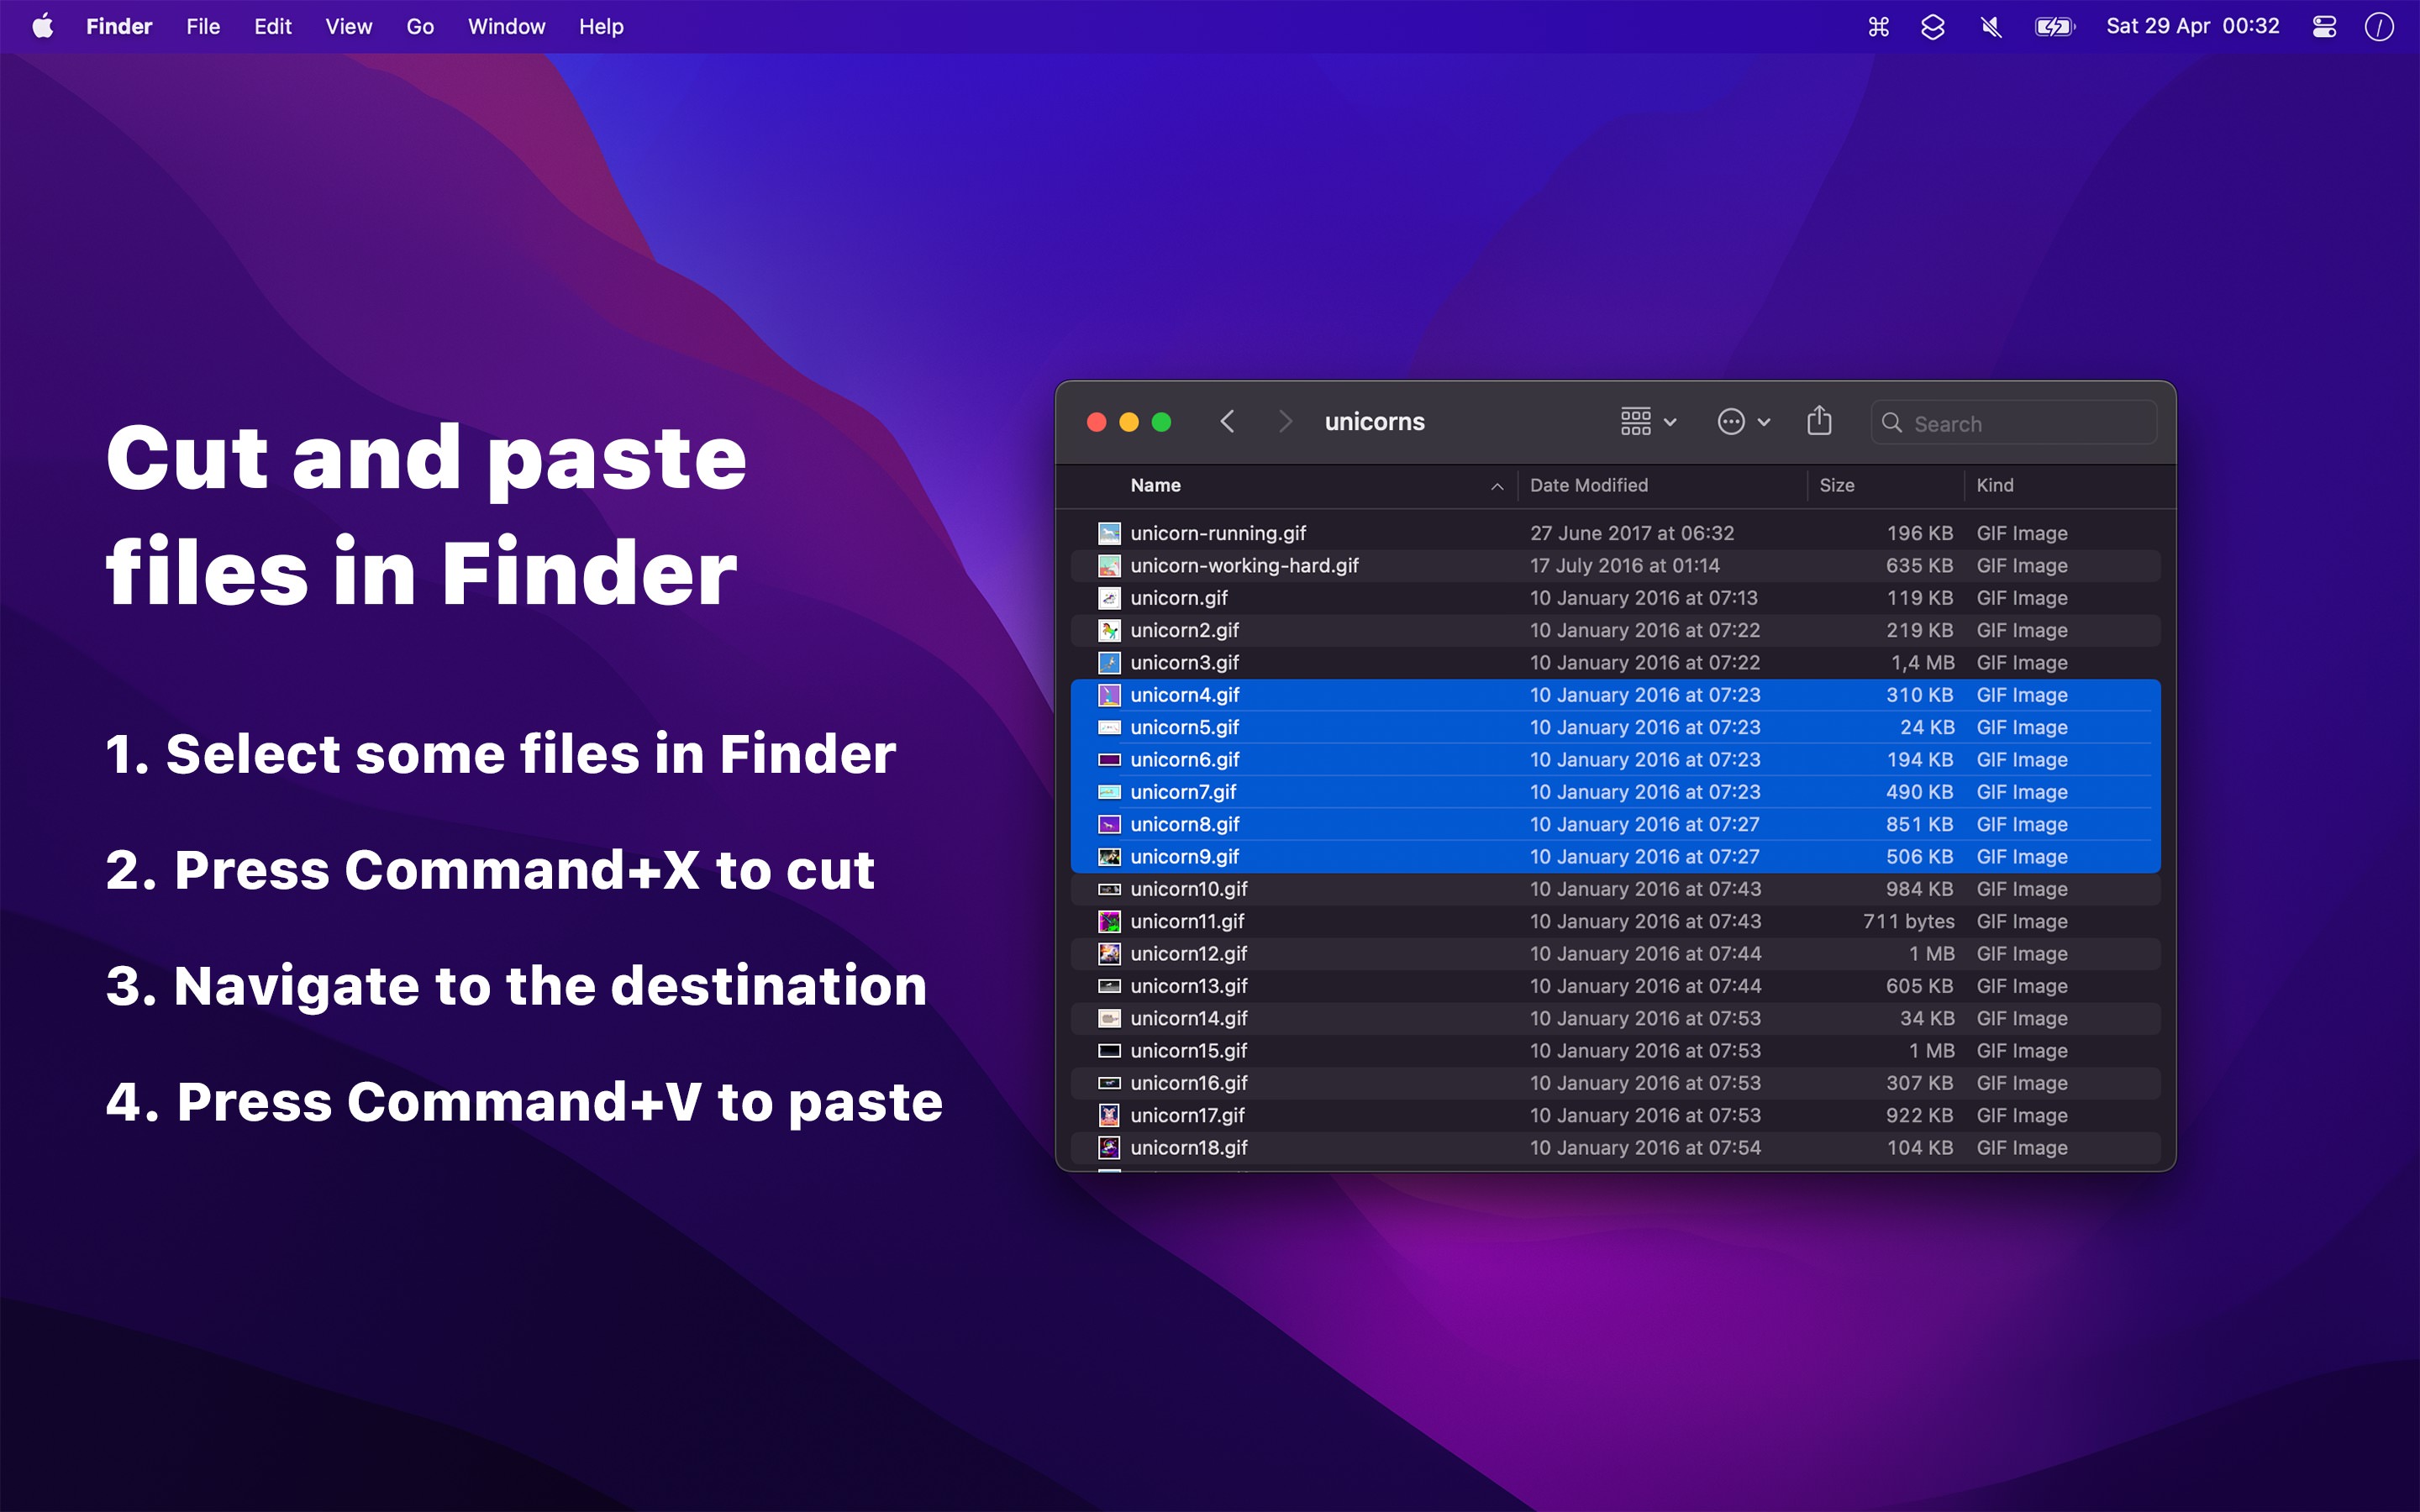 Finder File Edit View Go Window Help Sat 29 Apr 00:32
Cut and paste
files in Finder
1. Select some files in Finder
2. Press Command+X to cut
3. Navigate to the destination
4. Press Command+V to paste
unicorns Search
Name Date Modified Size Kind
unicorn-running.gif 27 June 2017 at 06:32 196 KB GIF Image
unicorn-working-hard.gif 17 July 2016 at 01:14 635 KB GIF Image
unicorn.gif 10 January 2016 at 07:13 119 KB GIF Image
unicorn2.gif 10 January 2016 at 07:22 219 KB GIF Image
unicorn3.gif 10 January 2016 at 07:22 1,4 MB GIF Image
unicorn4.gif 10 January 2016 at 07:23 310 KB GIF Image
unicorn5.gif 10 January 2016 at 07:23 24 KB GIF Image
unicorn6.gif 10 January 2016 at 07:23 194 KB GIF Image
unicorn7.gif 10 January 2016 at 07:23 490 KB GIF Image
unicorn8.gif 10 January 2016 at 07:27 851 KB GIF Image
unicorn9.gif 10 January 2016 at 07:27 506 KB GIF Image
unicorn10.gif 10 January 2016 at 07:43 984 KB GIF Image
unicorn11.gif 10 January 2016 at 07:43 711 bytes GIF Image
unicorn12.gif 10 January 2016 at 07:44 1 MB GIF Image
unicorn13.gif 10 January 2016 at 07:44 605 KB GIF Image
unicorn14.gif 10 January 2016 at 07:53 34 KB GIF Image
unicorn15.gif 10 January 2016 at 07:53 1 MB GIF Image
unicorn16.gif 10 January 2016 at 07:53 307 KB GIF Image
unicorn17.gif 10 January 2016 at 07:53 922 KB GIF Image
unicorn18.gif 10 January 2016 at 07:54 104 KB GIF Image